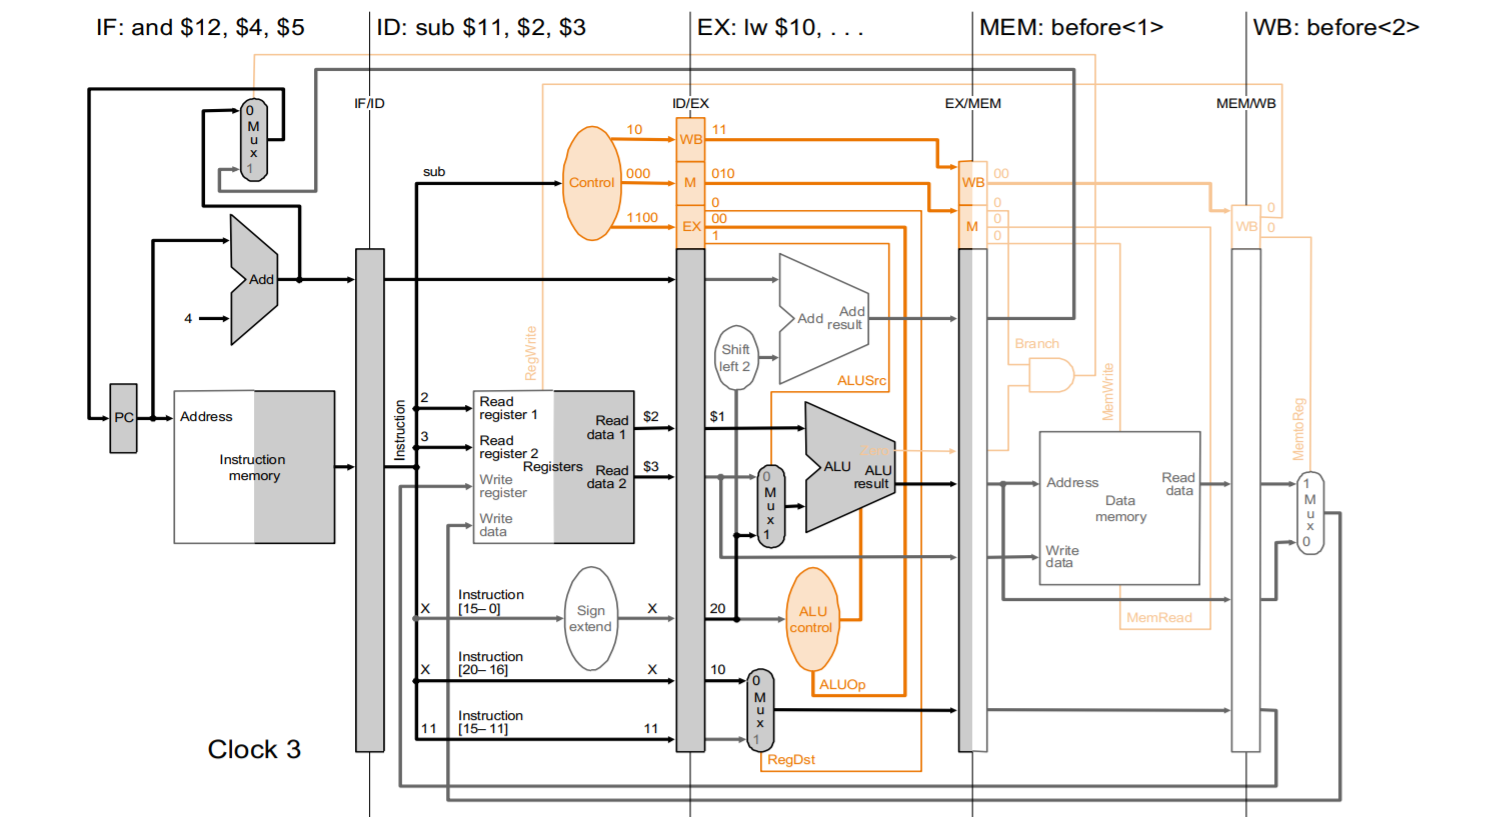 IF: and $12, $4, $5
ID: sub $11, $2, $3
EX: lw $10, . . .
MEM: before<1>
WB: before<2>
IF/ID
ID/EX
EX/MEM
MEM/WB
0
M
u
x
1
Add
4
PC
Address
Instruction
memory
Instruction
sub
Control
10
000
1100
WB
M
EX
11
010
0
00
1
WB
M
00
0
0
0
WB
0
0
RegWrite
2
Read
register 1
3
Read
register 2
Write
register
Write
data
Registers
Read
data 1
Read
data 2
$2
$3
$1
Shift
left 2
Add
Add
result
ALUSrc
0
M
u
x
1
ALU
Zero
ALU
result
Branch
MemWrite
Address
Read
data
Data
memory
Write
data
MemRead
MemtoReg
1
M
u
x
0
X
Instruction
[15–0]
Sign
extend
X
20
ALU
control
ALUOp
X
Instruction
[20–16]
X
10
0
M
u
x
1
11
Instruction
[15–11]
11
RegDst
Clock 3